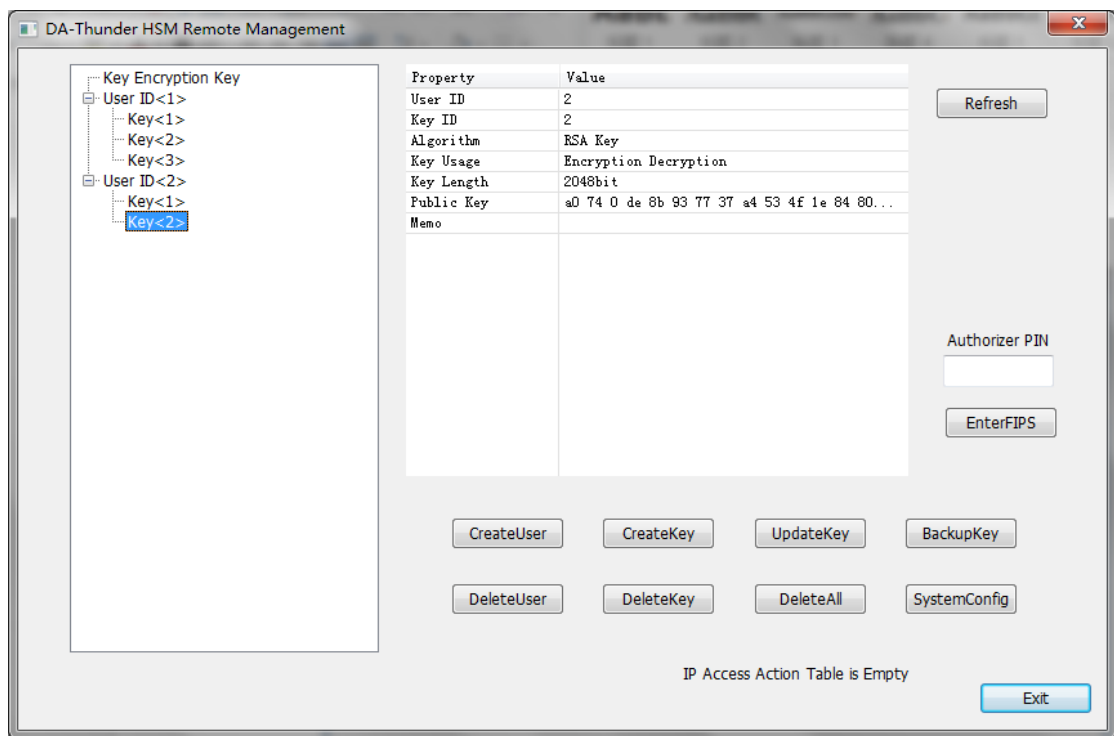 DA-Thunder HSM Remote Management
Key Encryption Key
User ID<1>
Key<1>
Key<2>
Key<3>
User ID<2>
Key<1>
Key<2>
Property Value
User ID 2
Key ID 2
Algorithm RSA Key
Key Usage Encryption Decryption
Key Length 2048bit
Public Key a0 74 0 de 8b 93 77 37 a4 53 4f 1e 84 80...
Memo
Refresh
Authorizer PIN
EnterFIPS
CreateUser CreateKey UpdateKey BackupKey
DeleteUser DeleteKey DeleteAll SystemConfig
IP Access Action Table is Empty
Exit